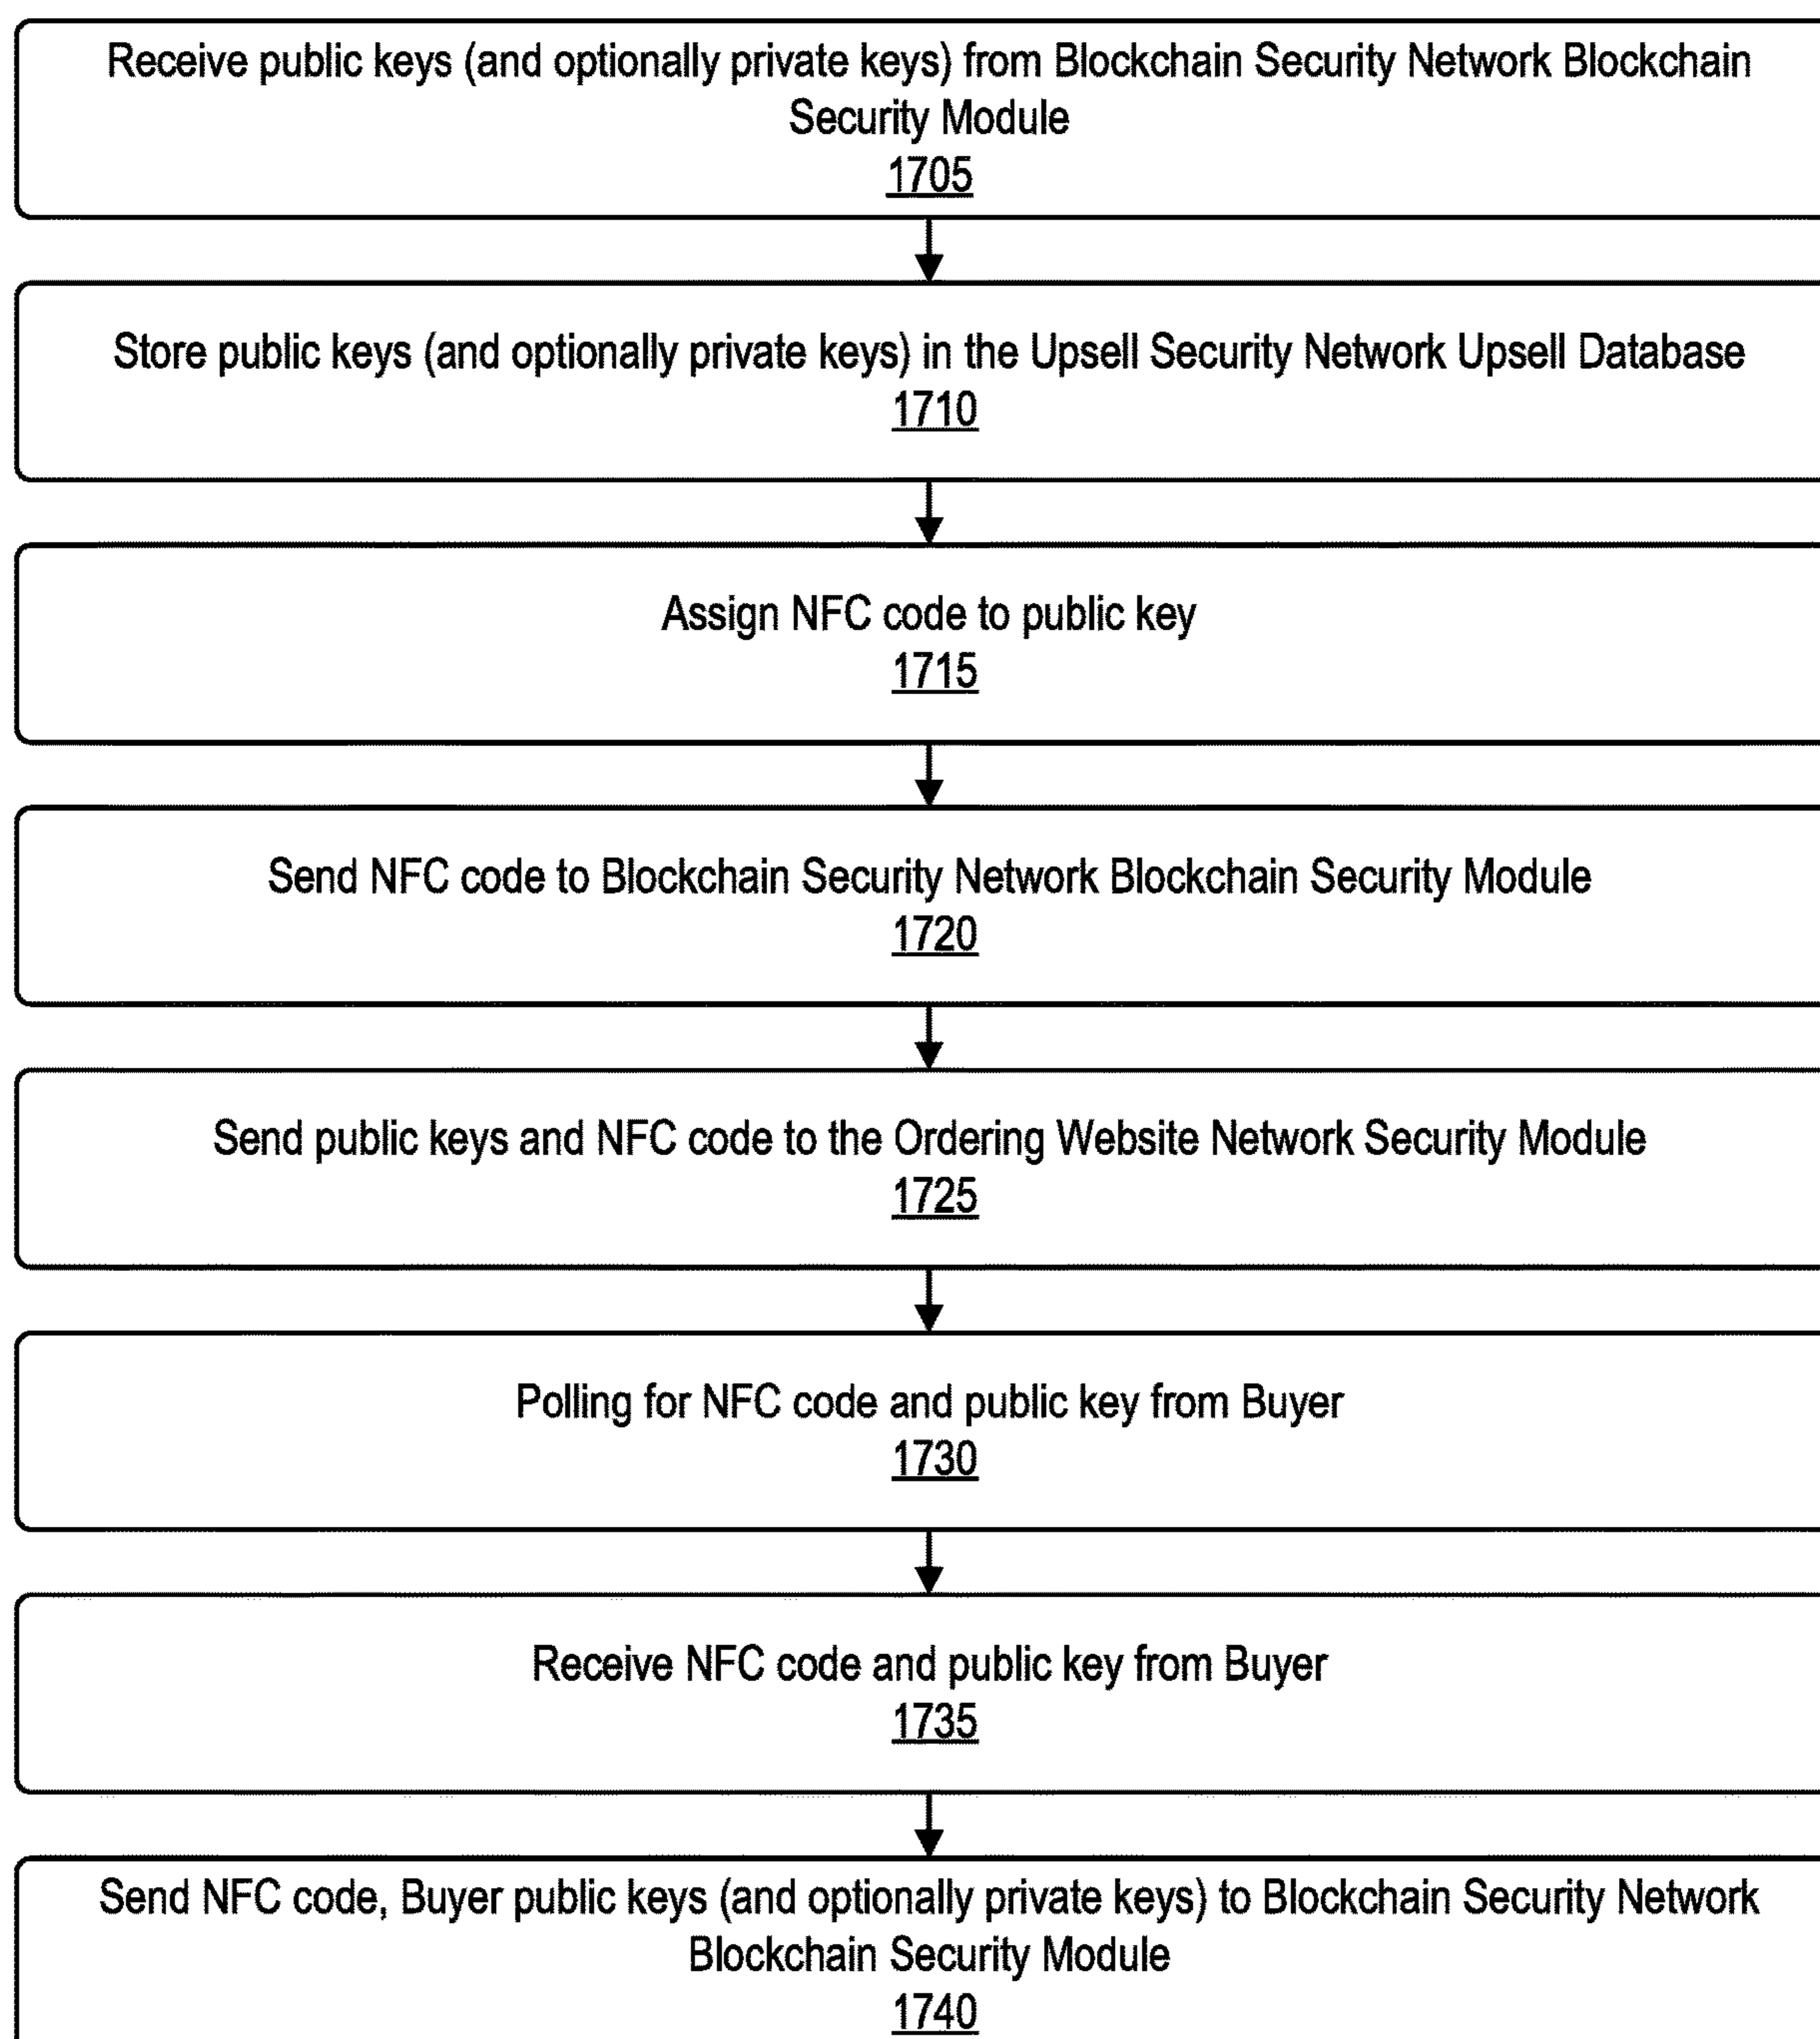 Receive public keys (and optionally private keys) from Blockchain Security Network Blockchain
Security Module
1705
Store public keys (and optionally private keys) in the Upsell Security Network Upsell Database
1710
Assign NFC code to public key
1715
Send NFC code to Blockchain Security Network Blockchain Security Module
1720
Send public keys and NFC code to the Ordering Website Network Security Module
1725
Polling for NFC code and public key from Buyer
1730
Receive NFC code and public key from Buyer
1735
Send NFC code, Buyer public keys (and optionally private keys) to Blockchain Security Network
Blockchain Security Module
1740